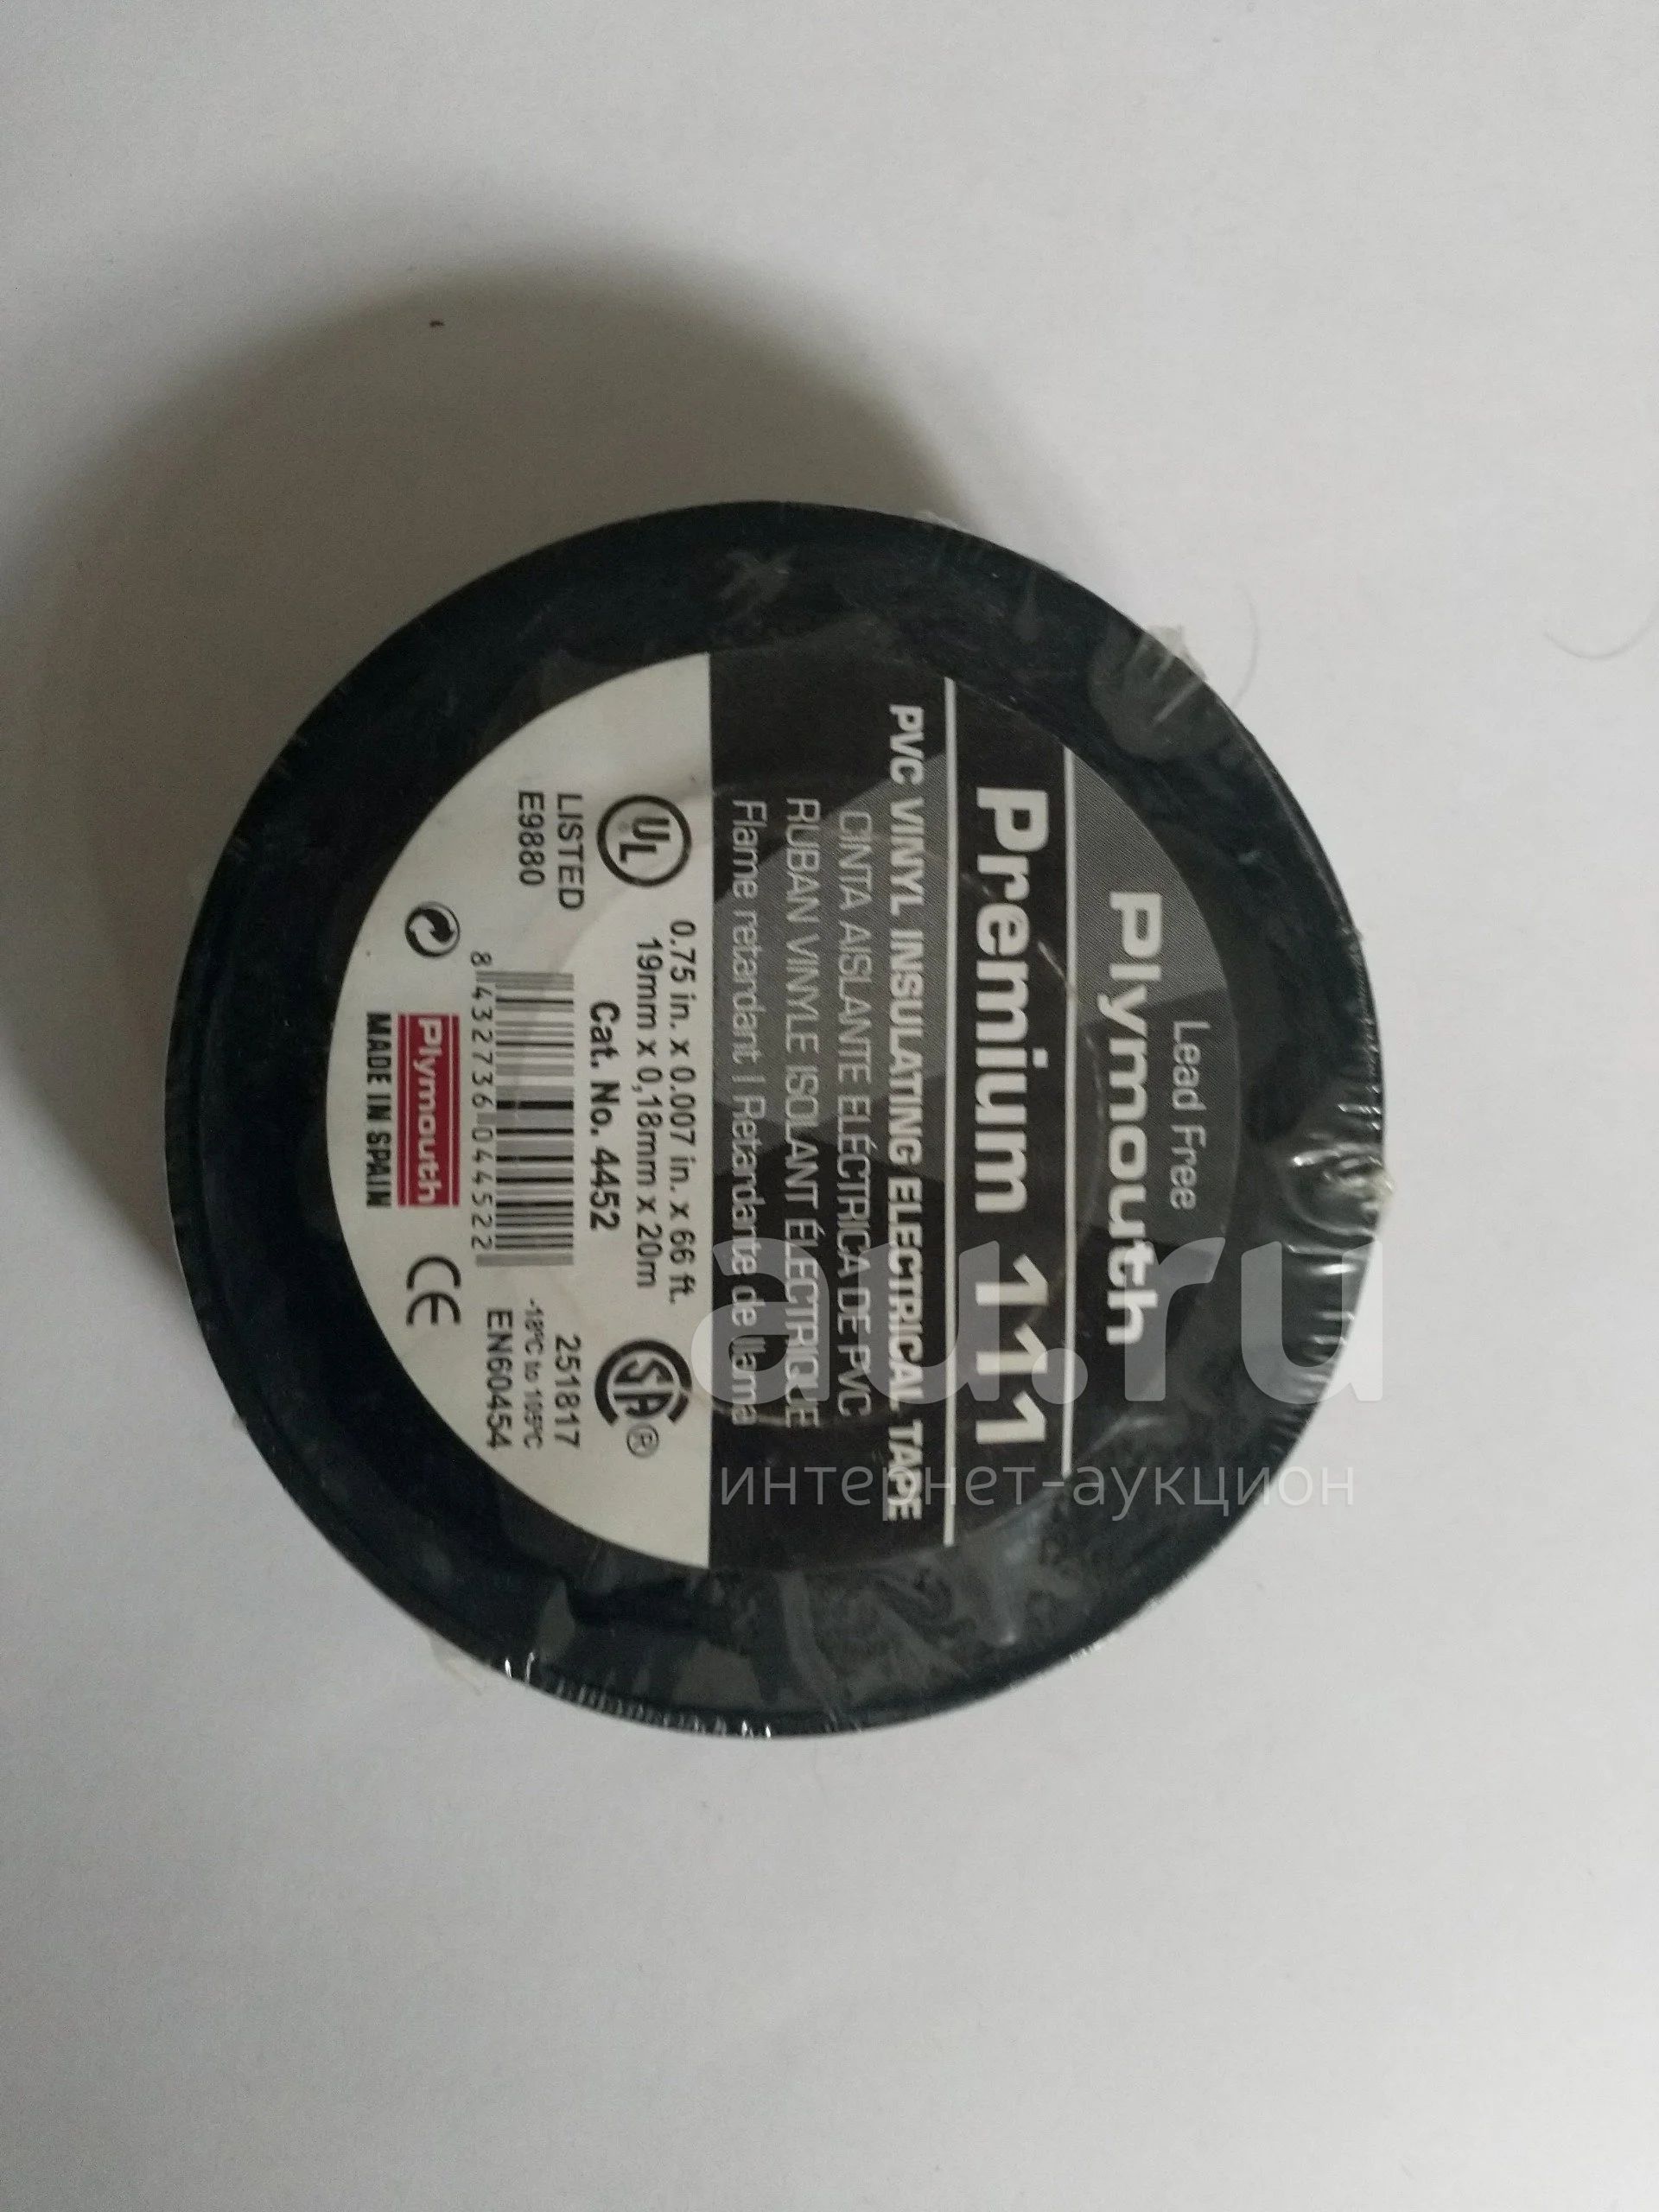 Lead Free
Plymouth
Premium 111
PVC VINYL INSULATING ELECTRICAL TAPE
CINTA AISLANTE ELÉCTRICA DE PVC
RUBAN VINYLE ISOLANT ÉLECTRIQUE
Flame retardant | Retardante de llama
UL
LISTED
E9880
0.75 in. x 0.007 in. x 66 ft.
19mm x 0,18mm x 20m
Cat. No. 4452
8 432736 044522
SA ®
251817
-18ºC to 105ºC
EN60454
Plymouth
MADE IN SPAIN
CE
au.ru
интернет-аукцион